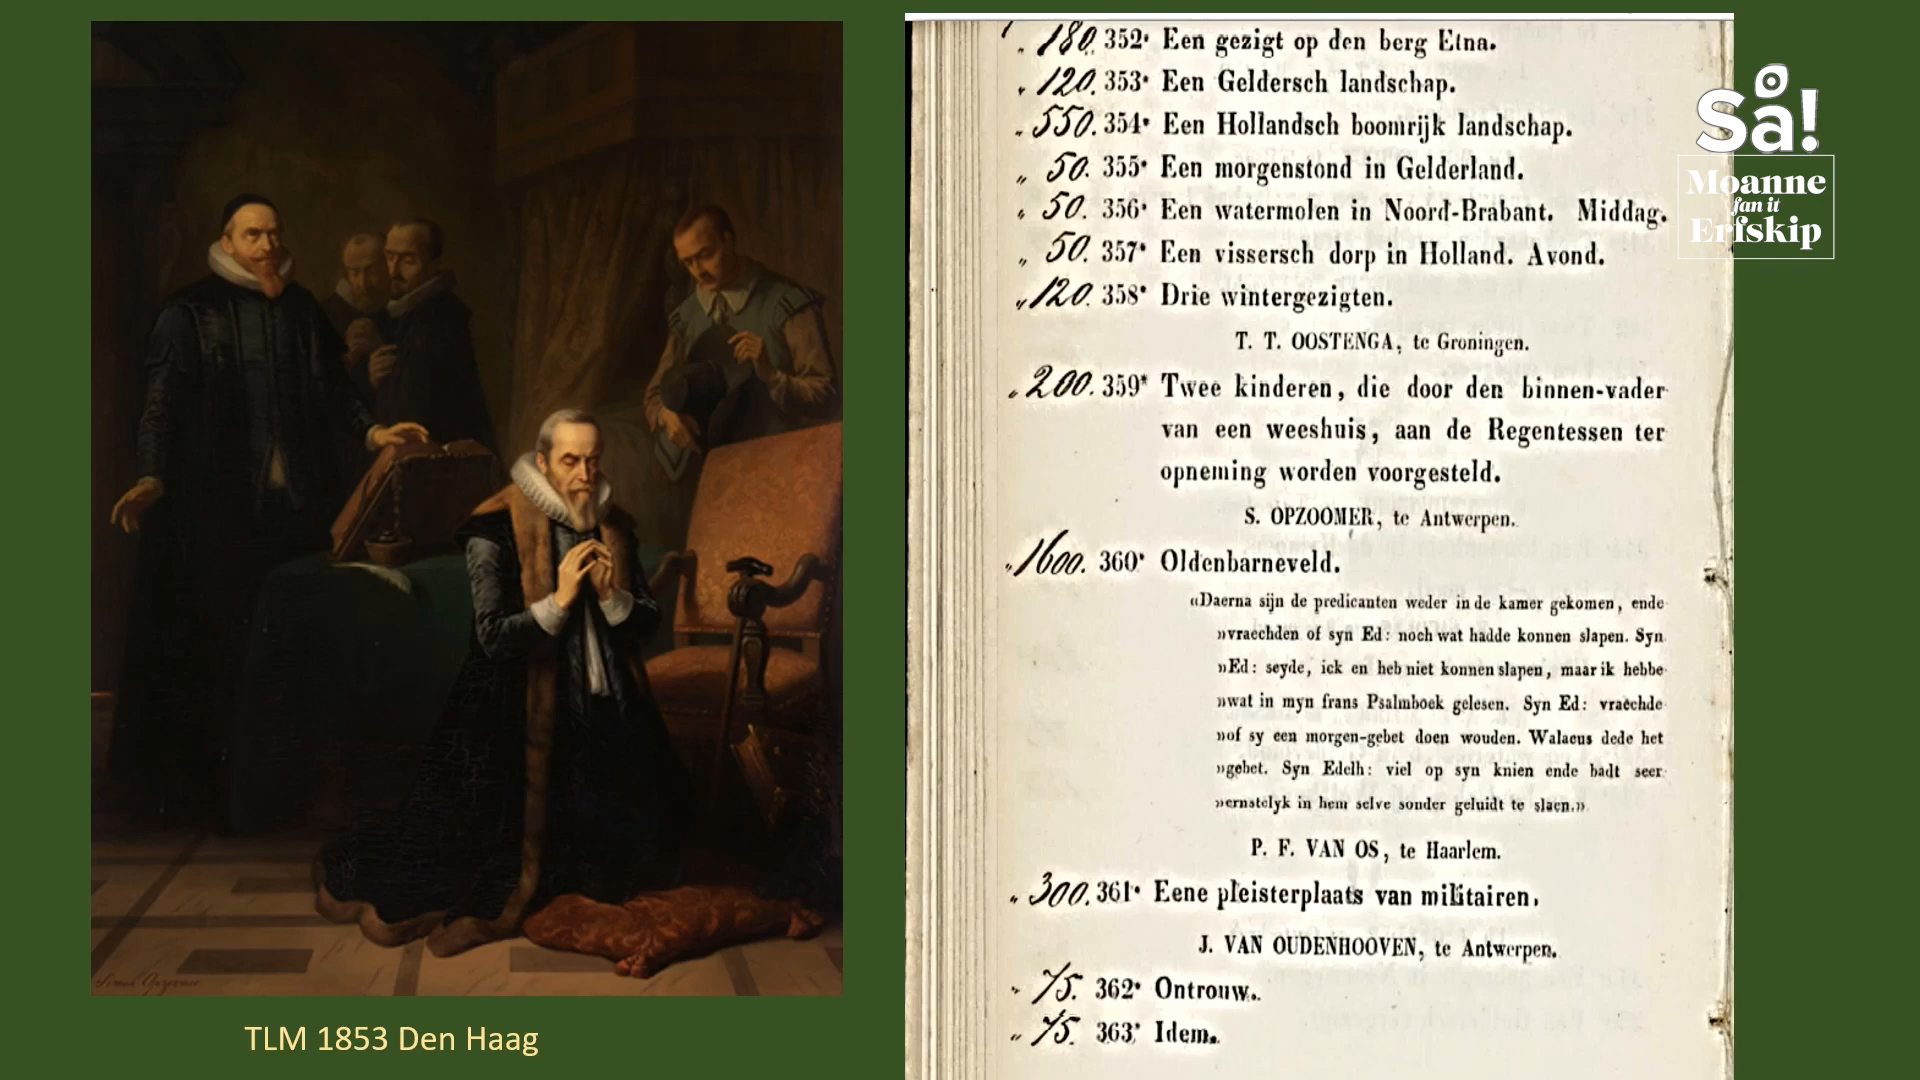 Simon Opzoomer
TLM 1853 Den Haag
„ 180. 352* Een gezigt op den berg Etna.
„ 120. 353* Een Geldersch landschap.
„ 550. 354* Een Hollandsch boomrijk landschap.
„ 50. 355* Een morgenstond in Gelderland.
„ 50. 356* Een watermolen in Noord-Brabant. Middag.
„ 50. 357* Een visschersch dorp in Holland. Avond.
„ 120. 358* Drie wintergezigten.
T. T. OOSTENGA, te Groningen.
„ 200. 359* Twee kinderen, die door den binnen-vader
van een weeshuis, aan de Regentessen ter
opneming worden voorgesteld.
S. OPZOOMER, te Antwerpen.
„ 1600. 360* Oldenbarneveld.
«Daerna sijn de predicanten weder in de kamer gekomen, ende
»vraechden of syn Ed: noch wat hadde konnen slapen. Syn
»Ed: seyde, ick en heb niet konnen slapen, maar ik hebbe
»wat in myn frans Psalmboek gelesen. Syn Ed: vraechde
»of sy een morgen-gebet doen wouden. Walaeus dede het
»gebet. Syn Edelh: viel op syn knien ende badt seer
»ernstelyk in hem selve sonder geluidt te slaen.»
P. F. VAN OS, te Haarlem.
„ 300. 361* Eene pleisterplaats van militairen.
J. VAN OUDENHOOVEN, te Antwerpen.
„ 75. 362* Ontrouw.
„ 75. 363* Idem.
Så!
Moanne
fan it
Erfskip